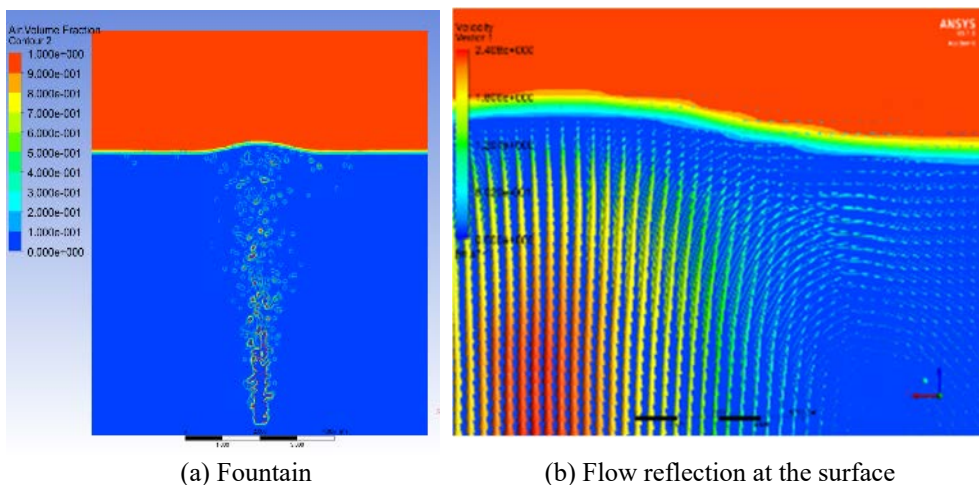 Air Volume Fraction
Contour 2
1.000e+000
9.000e-001
8.000e-001
7.000e-001
6.000e-001
5.000e-001
4.000e-001
3.000e-001
2.000e-001
1.000e-001
0.000e+000
Velocity
Vector 1
ANSYS
(a) Fountain
(b) Flow reflection at the surface